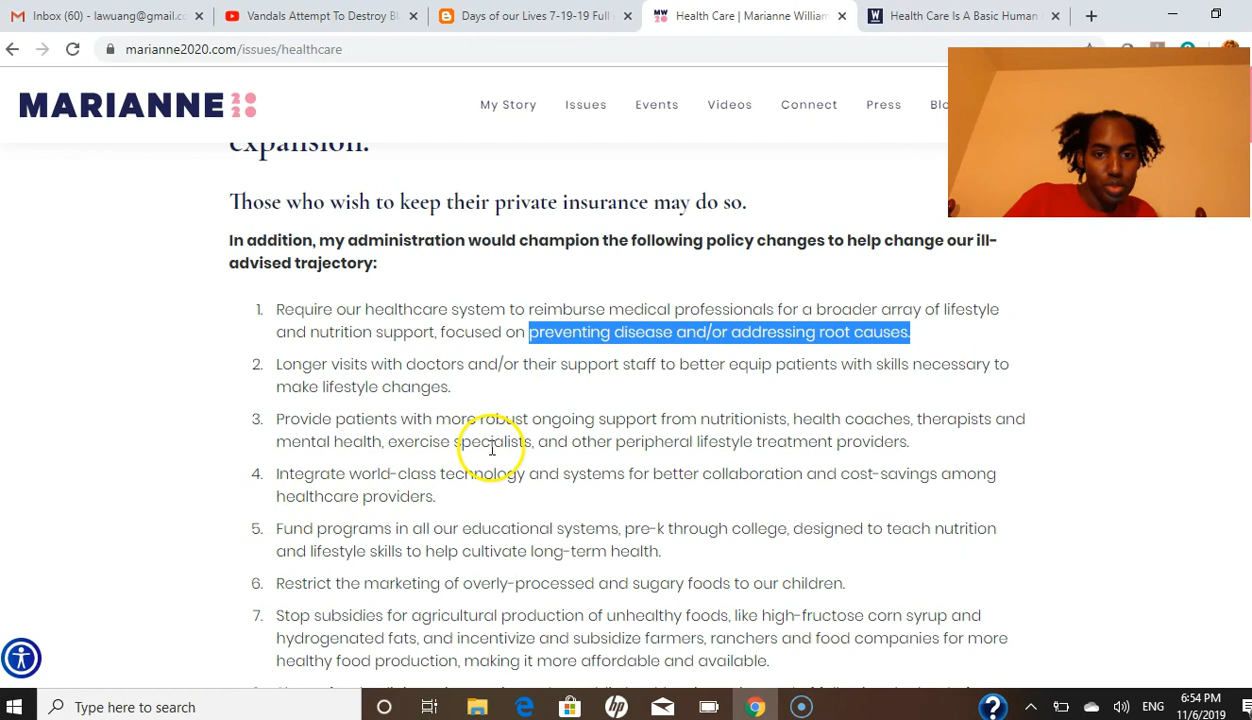 Inbox (60) - lawuang@gmail.c
Vandals Attempt To Destroy Bl
Days of our Lives 7-19-19 Full
Health Care | Marianne William
Health Care Is A Basic Human
marianne2020.com/issues/healthcare
MARIANNE 2020
My Story Issues Events Videos Connect Press Blo
expansion.
Those who wish to keep their private insurance may do so.
In addition, my administration would champion the following policy changes to help change our ill-
advised trajectory:
1. Require our healthcare system to reimburse medical professionals for a broader array of lifestyle
and nutrition support, focused on preventing disease and/or addressing root causes.
2. Longer visits with doctors and/or their support staff to better equip patients with skills necessary to
make lifestyle changes.
3. Provide patients with more robust ongoing support from nutritionists, health coaches, therapists and
mental health, exercise specialists, and other peripheral lifestyle treatment providers.
4. Integrate world-class technology and systems for better collaboration and cost-savings among
healthcare providers.
5. Fund programs in all our educational systems, pre-k through college, designed to teach nutrition
and lifestyle skills to help cultivate long-term health.
6. Restrict the marketing of overly-processed and sugary foods to our children.
7. Stop subsidies for agricultural production of unhealthy foods, like high-fructose corn syrup and
hydrogenated fats, and incentivize and subsidize farmers, ranchers and food companies for more
healthy food production, making it more affordable and available.
Type here to search
hp
ENG
6:54 PM
11/6/2019